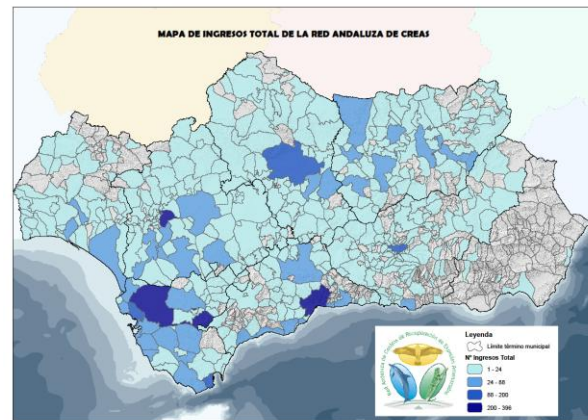 MAPA DE INGRESOS TOTAL DE LA RED ANDALUZA DE CREAS
Leyenda
Límite término municipal
Nº Ingresos Total
1 - 24
24 - 88
88 - 200
200 - 396